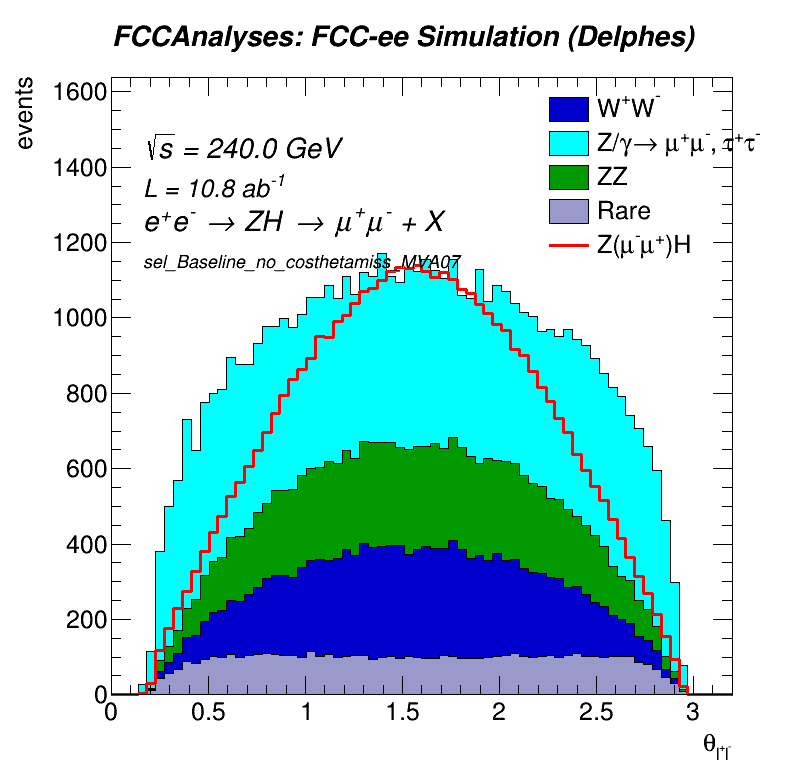 FCCAnalyses: FCC-ee Simulation (Delphes)
events
1600
1400
1200
1000
800
600
400
200
0
√s = 240.0 GeV
L = 10.8 ab⁻¹
e⁺e⁻ → ZH → μ⁺μ⁻ + X
sel_Baseline_no_costhetamiss_MVA07
W⁺W⁻
Z/γ→ μ⁺μ⁻, τ⁺τ⁻
ZZ
Rare
Z(μ⁻μ⁺)H
0 0.5 1 1.5 2 2.5 3
θ_l⁺l⁻